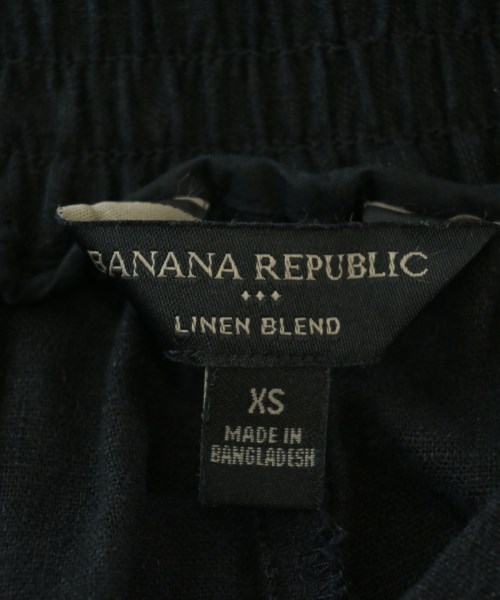 BANANA REPUBLIC
LINEN BLEND
XS
MADE IN
BANGLADESH